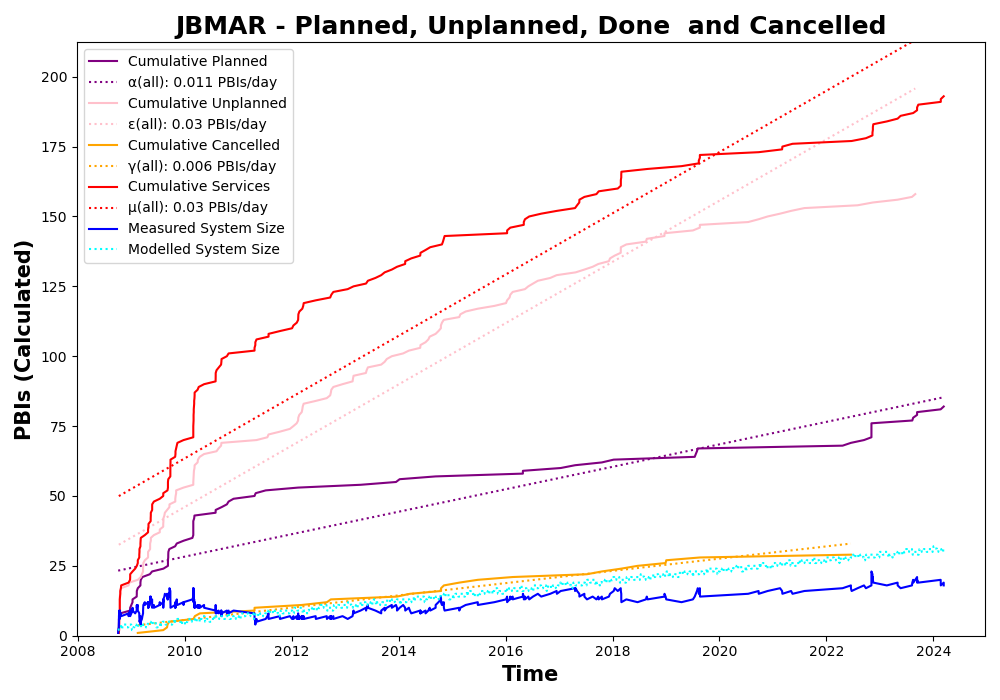 JBMAR - Planned, Unplanned, Done  and Cancelled
Cumulative Planned
α(all): 0.011 PBIs/day
Cumulative Unplanned
ε(all): 0.03 PBIs/day
Cumulative Cancelled
γ(all): 0.006 PBIs/day
Cumulative Services
μ(all): 0.03 PBIs/day
Measured System Size
Modelled System Size
PBIs (Calculated)
200
175
150
125
100
75
50
25
0
2008 2010 2012 2014 2016 2018 2020 2022 2024
Time